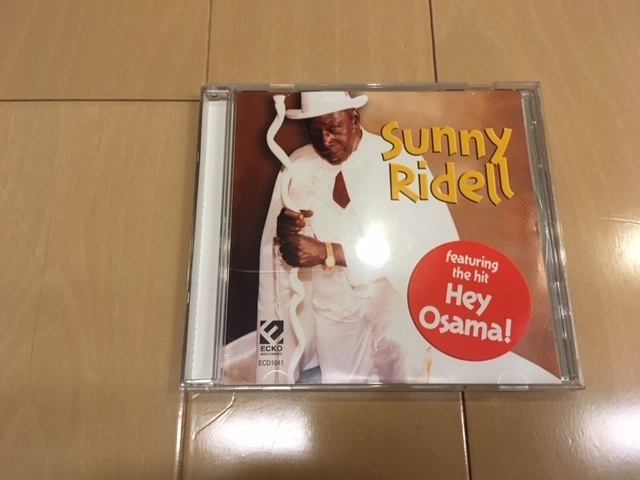 Sunny
Ridell
featuring
the hit
Hey
Osama!
ECKO
ECD1041